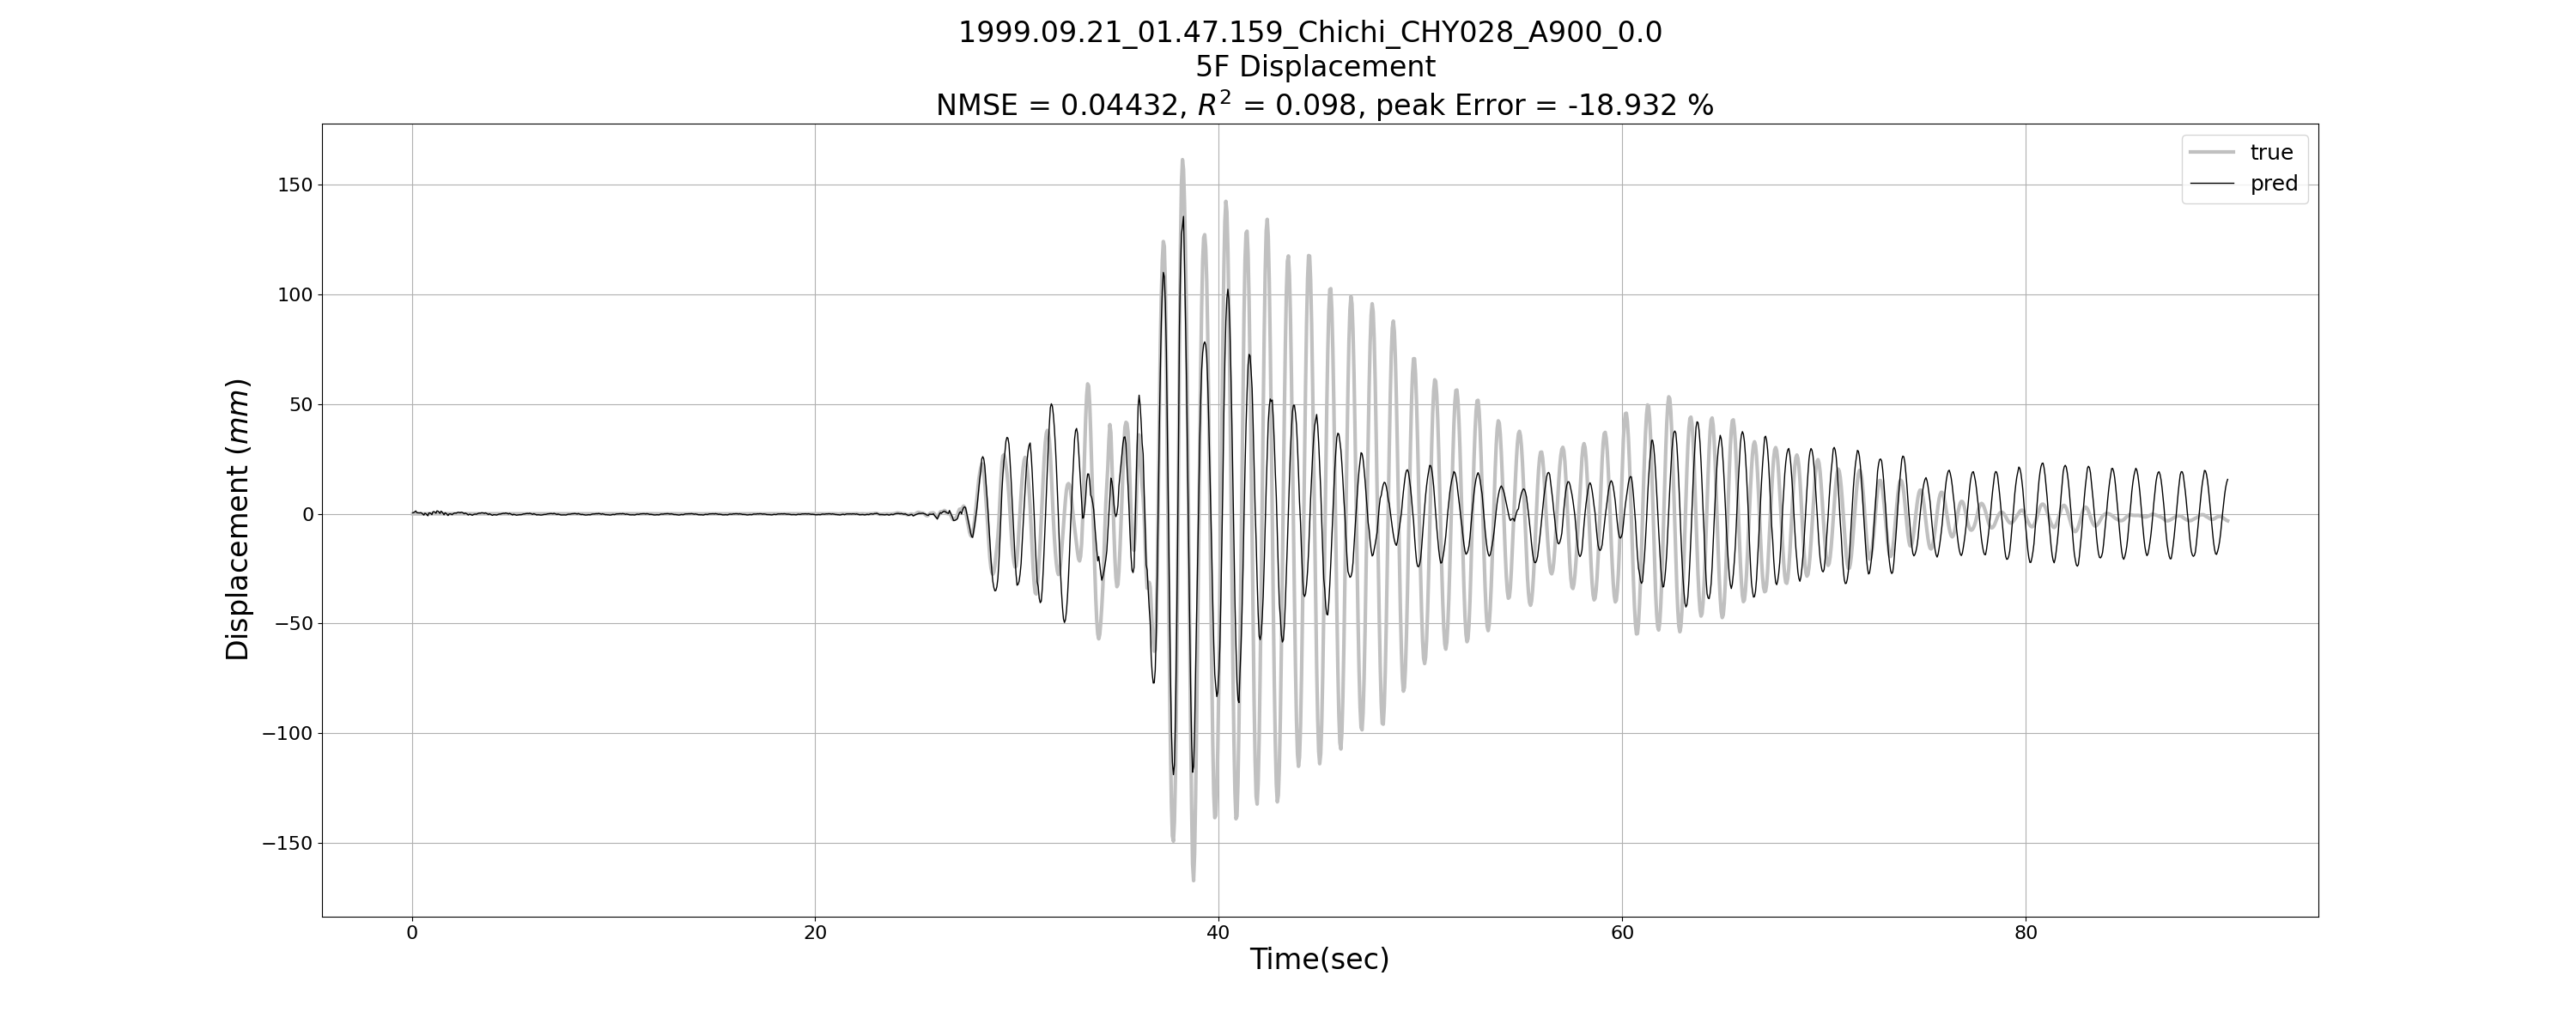 1999.09.21_01.47.159_Chichi_CHY028_A900_0.0
5F Displacement
NMSE = 0.04432, R² = 0.098, peak Error = -18.932 %
true
pred
Displacement (mm)
150
100
50
0
−50
−100
−150
0 20 40 60 80
Time(sec)